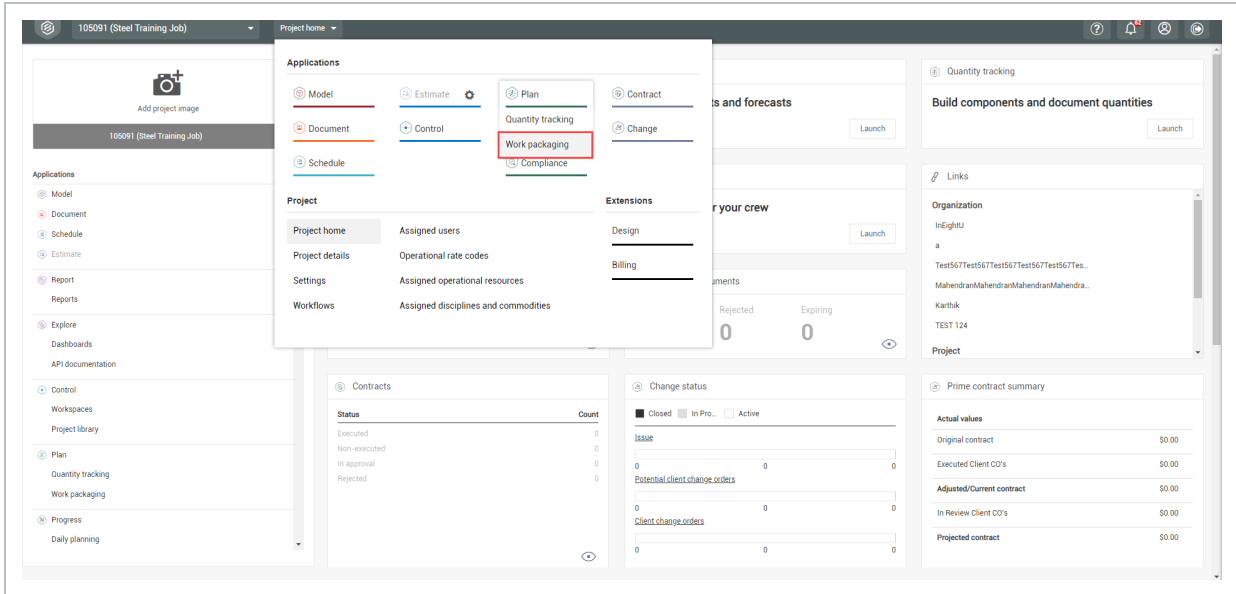 105091 (Steel Training Job)
Project home
62
Add project image
105091 (Steel Training Job)
Applications
Model
Document
Schedule
Estimate
Report
Reports
Explore
Dashboards
API documentation
Control
Workspaces
Project library
Plan
Quantity tracking
Work packaging
Progress
Daily planning
Applications
Model
Estimate
Plan
Contract
Quantity tracking
Document
Control
Change
Work packaging
Schedule
Compliance
Project
Extensions
Project home
Assigned users
Design
Project details
Operational rate codes
Billing
Settings
Assigned operational resources
Workflows
Assigned disciplines and commodities
ts and forecasts
Launch
r your crew
Launch
uments
Rejected
Expiring
0
0
Quantity tracking
Build components and document quantities
Launch
Links
Organization
InEightU
a
Test567Test567Test567Test567Test567Tes...
MahendranMahendranMahendranMahendra...
Karthik
TEST 124
Project
Contracts
Status Count
Executed 0
Non-executed 0
In approval 0
Rejected 0
Change status
Closed In Pro... Active
Issue
0 0 0
Potential client change orders
0 0 0
Client change orders
0 0 0
Prime contract summary
Actual values
Original contract $0.00
Executed Client CO's $0.00
Adjusted/Current contract $0.00
In Review Client CO's $0.00
Projected contract $0.00